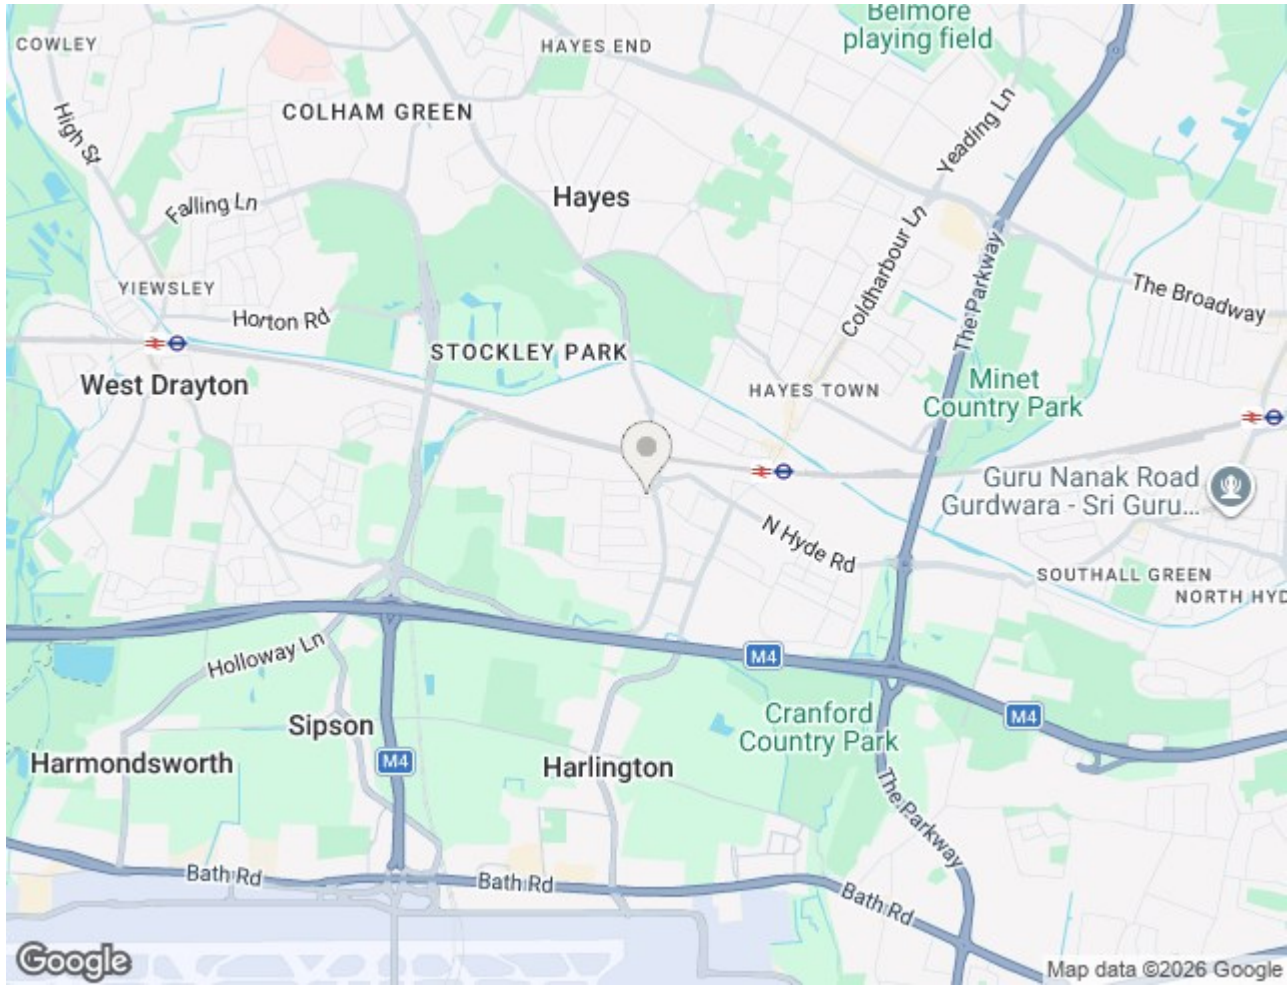 Belmore
playing field
COWLEY
HAYES END
COLHAM GREEN
High St
Yeading Ln
Falling Ln
Hayes
Coldharbour Ln
The Parkway
The Broadway
YIEWSLEY
Horton Rd
STOCKLEY PARK
West Drayton
HAYES TOWN
Minet
Country Park
Guru Nanak Road
Gurdwara - Sri Guru...
N Hyde Rd
SOUTHALL GREEN
NORTH HYD
Holloway Ln
M4
M4
Sipson
Cranford
Country Park
Harmondsworth
M4
Harlington
The Parkway
Bath Rd
Bath Rd
Bath Rd
Google
Map data ©2026 Google